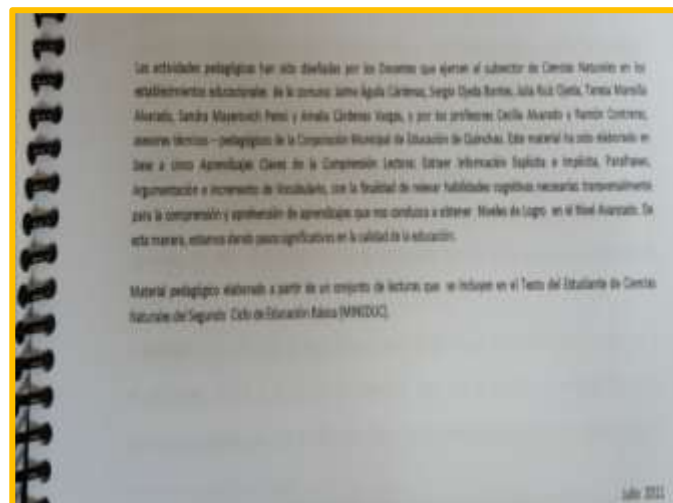 Las actividades pedagógicas han sido diseñadas por los Docentes que ejercen el subsector de Ciencias Naturales en los
establecimientos educacionales de la comuna: Jaime Águila Cárdenas, Sergio Ojeda Barría, Julia Ruiz Ojeda, Teresa Mansilla
Alvarado, Sandra Mayorovich Pérez y Amalia Cárdenas Vargas, y por los profesores Cecilia Alvarado y Ramón Contreras,
asesores técnicos – pedagógicos de la Corporación Municipal de Educación de Quinchao. Este material ha sido elaborado en
base a cinco Aprendizajes Claves de la Comprensión Lectora: Extraer Información Explícita e Implícita, Parafraseo,
Argumentación e Incremento de Vocabulario, con la finalidad de relevar habilidades cognitivas necesarias transversalmente
para la comprensión y aprehensión de aprendizajes que nos conduzca a obtener Niveles de Logro en el Nivel Avanzado. De
esta manera, estamos dando pasos significativos en la calidad de la educación.
Material pedagógico elaborado a partir de un conjunto de lecturas que se incluyen en el Texto del Estudiante de Ciencias
Naturales del Segundo Ciclo de Educación Básica (MINEDUC).
Julio 2011